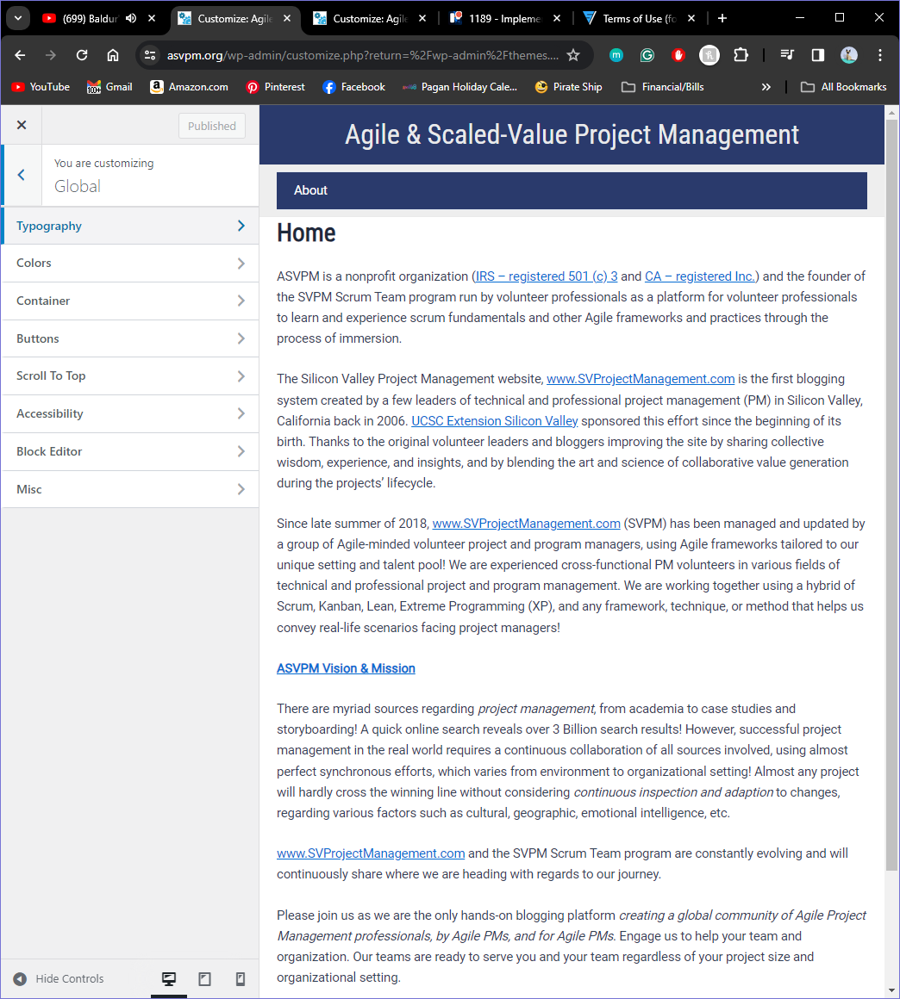 (699) Baldur'
Customize: Agile
Customize: Agile
1189 - Impleme
Terms of Use (fo
asvpm.org/wp-admin/customize.php?return=%2Fwp-admin%2Fthemes....
YouTube
100+
Gmail
Amazon.com
Pinterest
Facebook
Pagan Holiday Cale...
Pirate Ship
Financial/Bills
All Bookmarks
Published
You are customizing
Global
Typography
Colors
Container
Buttons
Scroll To Top
Accessibility
Block Editor
Misc
Hide Controls
Agile & Scaled-Value Project Management
About
Home
ASVPM is a nonprofit organization (IRS – registered 501 (c) 3 and CA – registered Inc.) and the founder of
the SVPM Scrum Team program run by volunteer professionals as a platform for volunteer professionals
to learn and experience scrum fundamentals and other Agile frameworks and practices through the
process of immersion.
The Silicon Valley Project Management website, www.SVProjectManagement.com is the first blogging
system created by a few leaders of technical and professional project management (PM) in Silicon Valley,
California back in 2006. UCSC Extension Silicon Valley sponsored this effort since the beginning of its
birth. Thanks to the original volunteer leaders and bloggers improving the site by sharing collective
wisdom, experience, and insights, and by blending the art and science of collaborative value generation
during the projects’ lifecycle.
Since late summer of 2018, www.SVProjectManagement.com (SVPM) has been managed and updated by
a group of Agile-minded volunteer project and program managers, using Agile frameworks tailored to our
unique setting and talent pool! We are experienced cross-functional PM volunteers in various fields of
technical and professional project and program management. We are working together using a hybrid of
Scrum, Kanban, Lean, Extreme Programming (XP), and any framework, technique, or method that helps us
convey real-life scenarios facing project managers!
ASVPM Vision & Mission
There are myriad sources regarding project management, from academia to case studies and
storyboarding! A quick online search reveals over 3 Billion search results! However, successful project
management in the real world requires a continuous collaboration of all sources involved, using almost
perfect synchronous efforts, which varies from environment to organizational setting! Almost any project
will hardly cross the winning line without considering continuous inspection and adaption to changes,
regarding various factors such as cultural, geographic, emotional intelligence, etc.
www.SVProjectManagement.com and the SVPM Scrum Team program are constantly evolving and will
continuously share where we are heading with regards to our journey.
Please join us as we are the only hands-on blogging platform creating a global community of Agile Project
Management professionals, by Agile PMs, and for Agile PMs. Engage us to help your team and
organization. Our teams are ready to serve you and your team regardless of your project size and
organizational setting.